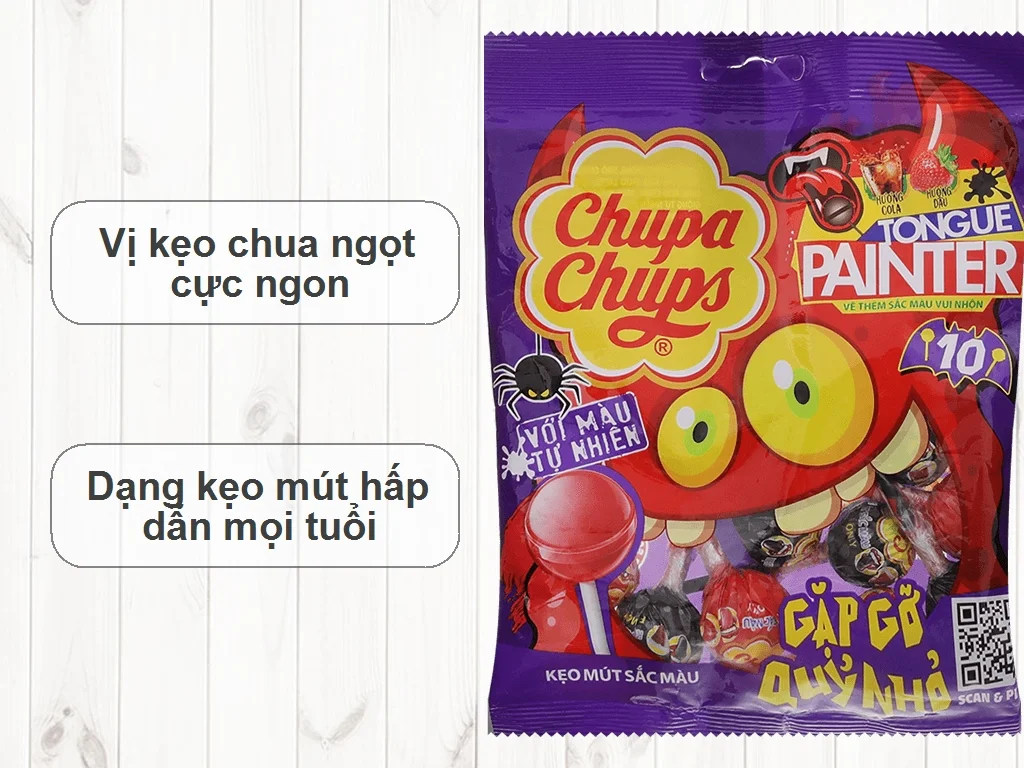 Vị kẹo chua ngọt
cực ngon
Dạng kẹo mút hấp
dẫn mọi tuổi
Chupa
Chups
®
HƯƠNG
COLA
HƯƠNG
DÂU
TONGUE
PAINTER
VẼ THÊM SẮC MÀU VUI NHỘN
10
VỚI MÀU
TỰ NHIÊN
GẶP GỠ
QUỶ NHỎ
KẸO MÚT SẮC MÀU
SCAN &